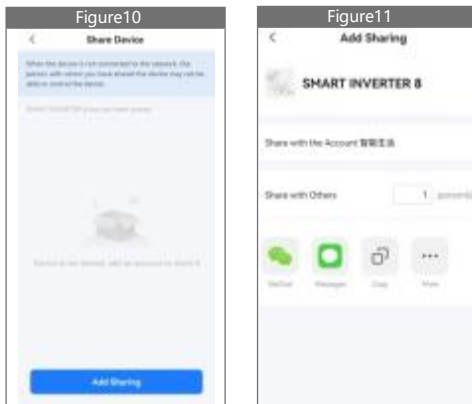 Figure10
Share Device
When the device is not connected to the network, the
person with whom you have shared the device may not be
able to control the device.
Add Sharing
Figure11
Add Sharing
SMART INVERTER 8
Share with the Account 智能生活
Share with Others
1
WeChat
Messages
Copy
More